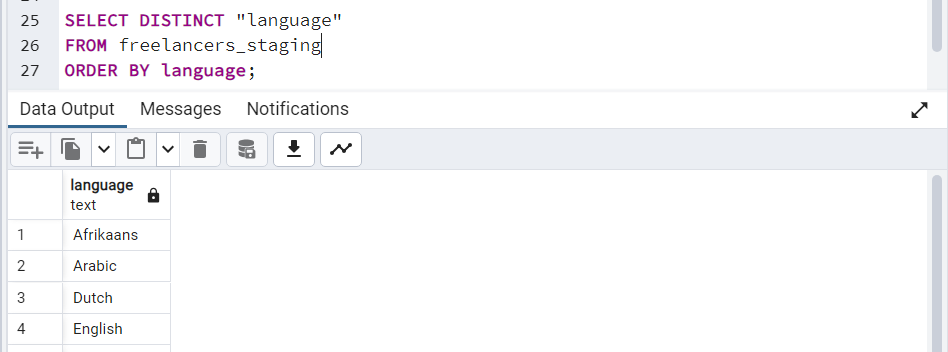 25 SELECT DISTINCT "language"
26 FROM freelancers_staging
27 ORDER BY language;
Data Output Messages Notifications
language
text
1 Afrikaans
2 Arabic
3 Dutch
4 English